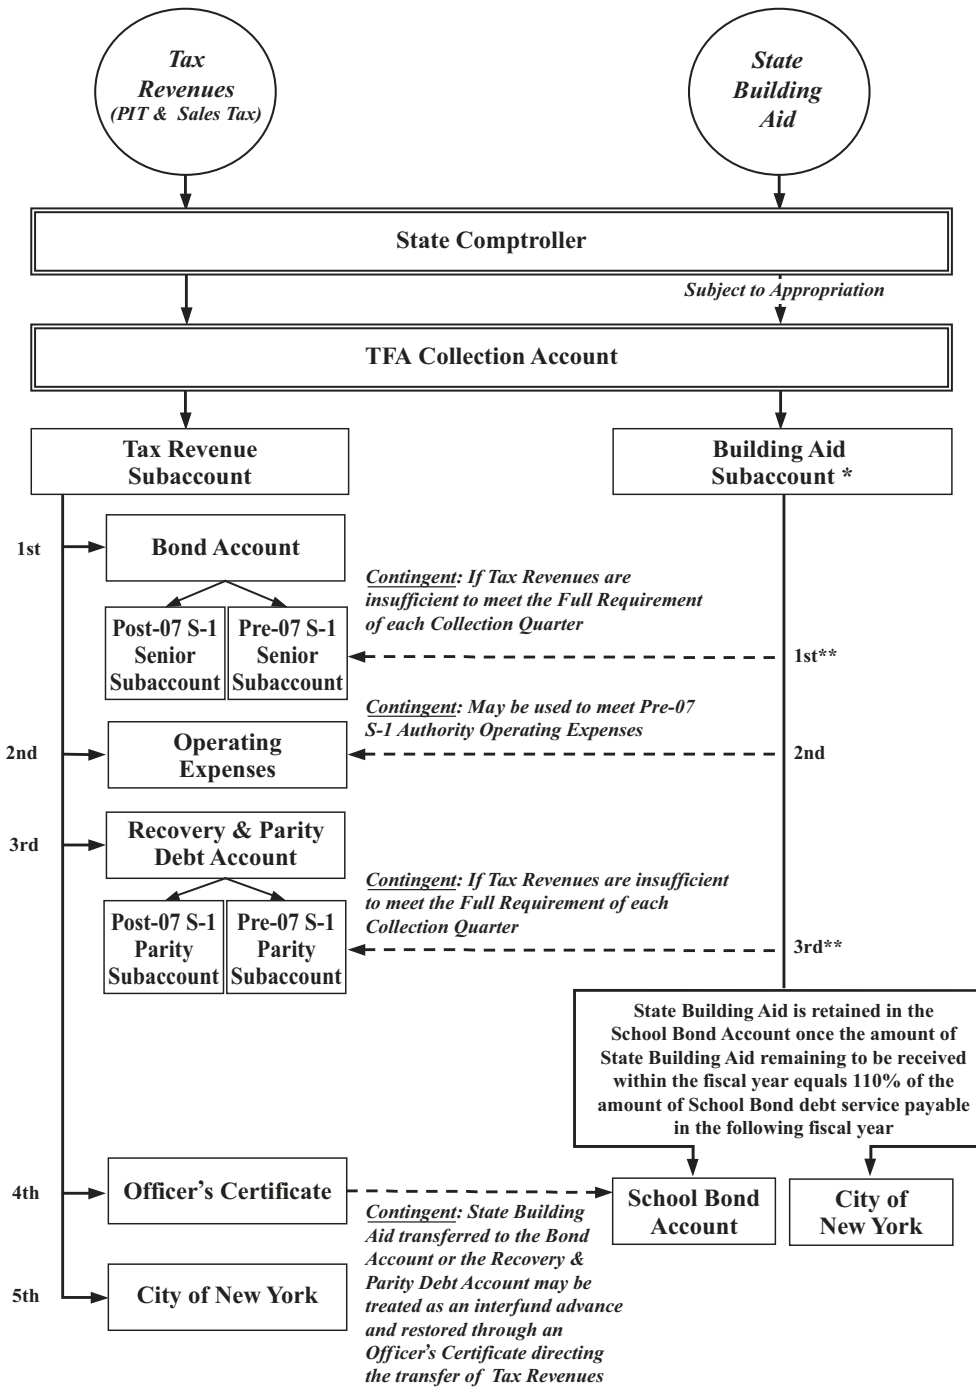 Tax
Revenues
(PIT & Sales Tax)
State
Building
Aid
State Comptroller
Subject to Appropriation
TFA Collection Account
Tax Revenue
Subaccount
Building Aid
Subaccount *
1st
Bond Account
Contingent: If Tax Revenues are
insufficient to meet the Full Requirement
of each Collection Quarter
Post-07 S-1
Senior
Subaccount
Pre-07 S-1
Senior
Subaccount
1st**
Contingent: May be used to meet Pre-07
S-1 Authority Operating Expenses
2nd
Operating
Expenses
2nd
3rd
Recovery & Parity
Debt Account
Contingent: If Tax Revenues are insufficient
to meet the Full Requirement of each
Collection Quarter
Post-07 S-1
Parity
Subaccount
Pre-07 S-1
Parity
Subaccount
3rd**
State Building Aid is retained in the
School Bond Account once the amount of
State Building Aid remaining to be received
within the fiscal year equals 110% of the
amount of School Bond debt service payable
in the following fiscal year
4th
Officer's Certificate
School Bond
Account
City of
New York
Contingent: State Building
Aid transferred to the Bond
Account or the Recovery &
Parity Debt Account may be
treated as an interfund advance
and restored through an
Officer's Certificate directing
the transfer of Tax Revenues
5th
City of New York